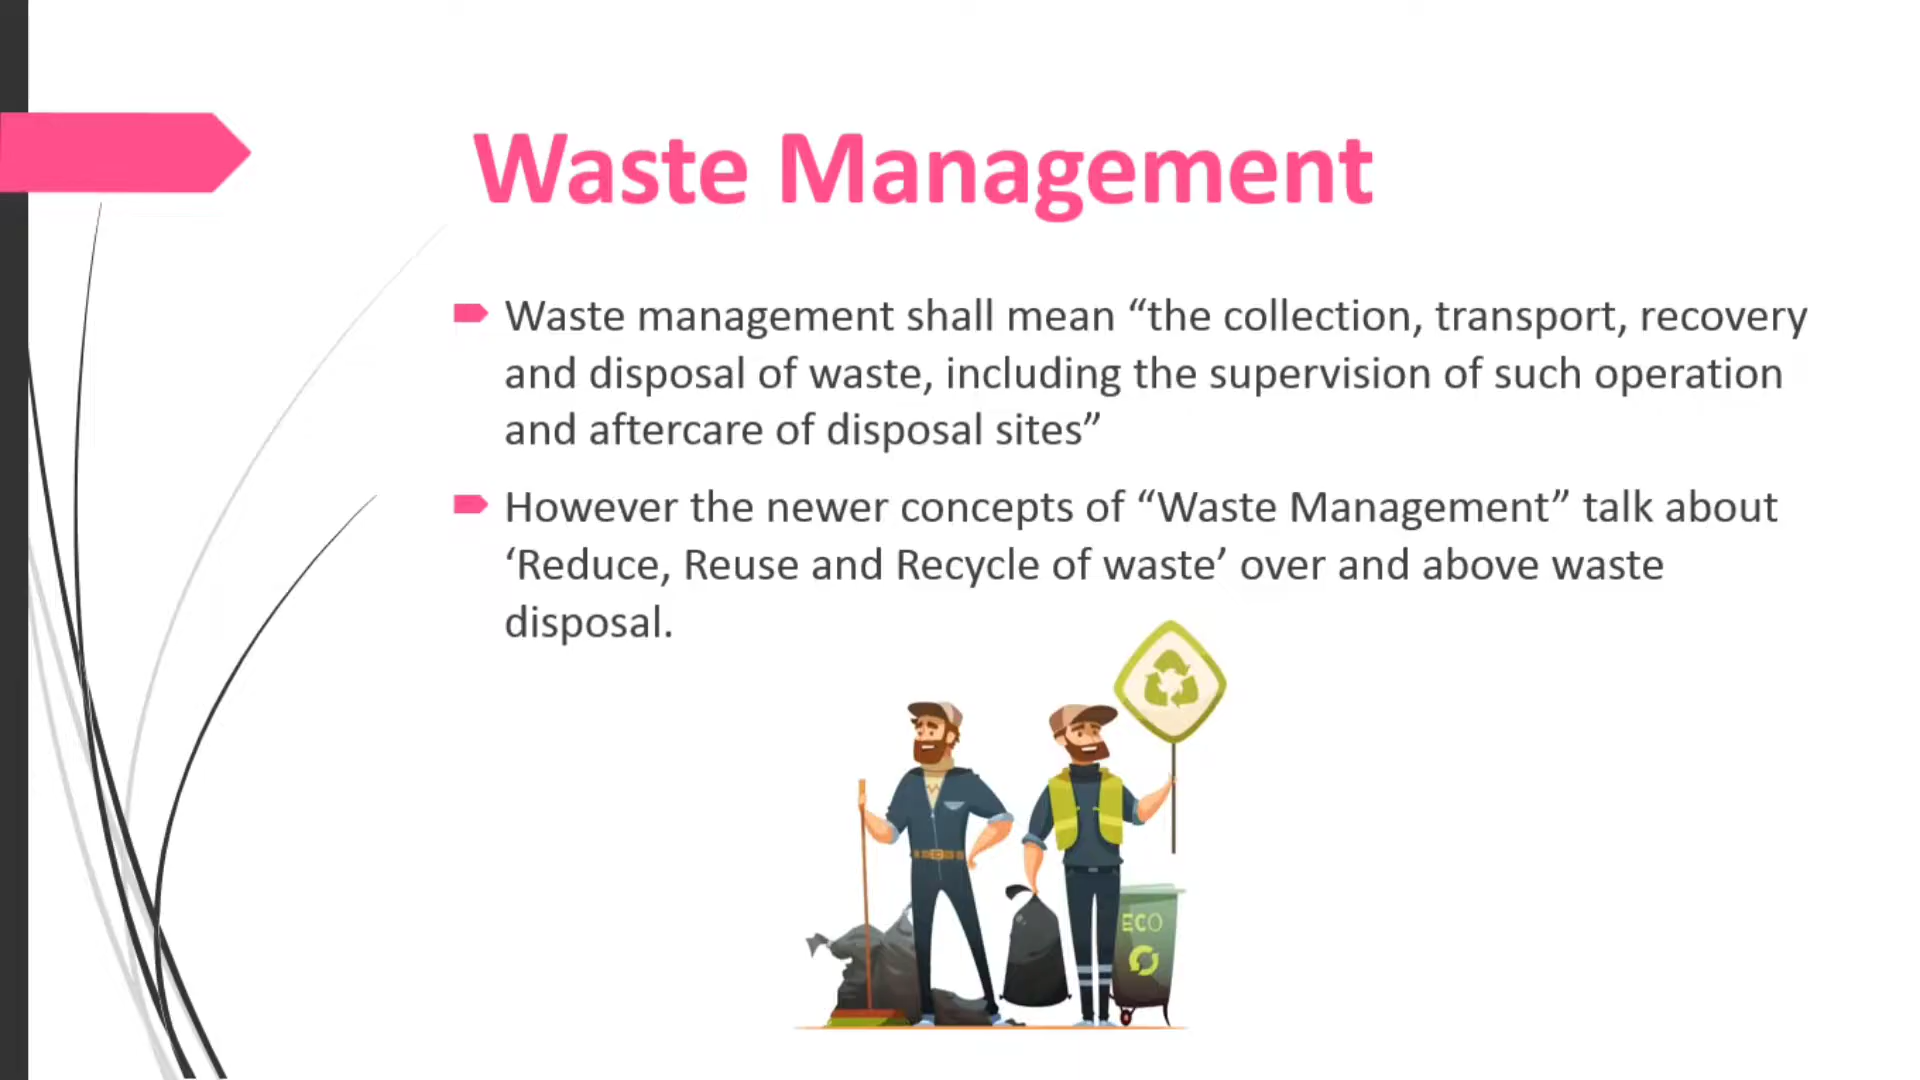 Waste Management
Waste management shall mean “the collection, transport, recovery
and disposal of waste, including the supervision of such operation
and aftercare of disposal sites”
However the newer concepts of “Waste Management” talk about
‘Reduce, Reuse and Recycle of waste’ over and above waste
disposal.
ECO